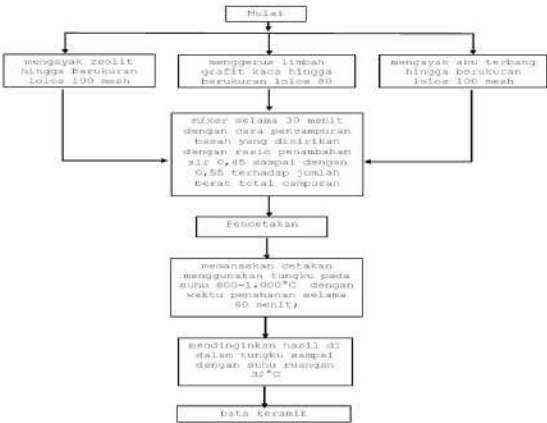 Mulai
mengayak zeolit
hingga berukuran
lolos 100 mesh
menggerus limbah
grafit kaca hingga
berukuran lolos 80
mengayak abu terbang
hingga berukuran
lolos 100 mesh
mixer selama 30 menit
dengan cara pencampuran
basah yang dicirikan
dengan rasio penambahan
air 0,45 sampai dengan
0,55 terhadap jumlah
berat total campuran
Pencetakan
memanaskan cetakan
menggunakan tungku pada
suhu 800-1.000°C dengan
waktu penahanan selama
60 menit;
mendinginkan hasil di
dalam tungku sampai
dengan suhu ruangan
32°C
bata keramik